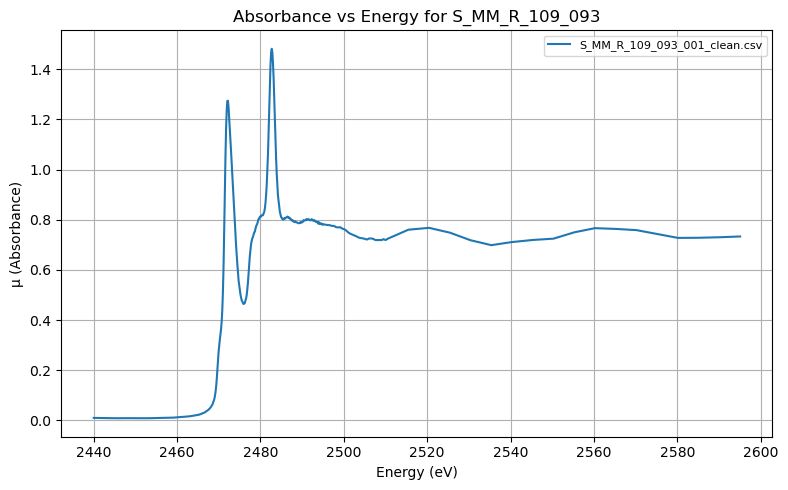 Absorbance vs Energy for S_MM_R_109_093
S_MM_R_109_093_001_clean.csv
μ (Absorbance)
1.4
1.2
1.0
0.8
0.6
0.4
0.2
0.0
2440 2460 2480 2500 2520 2540 2560 2580 2600
Energy (eV)